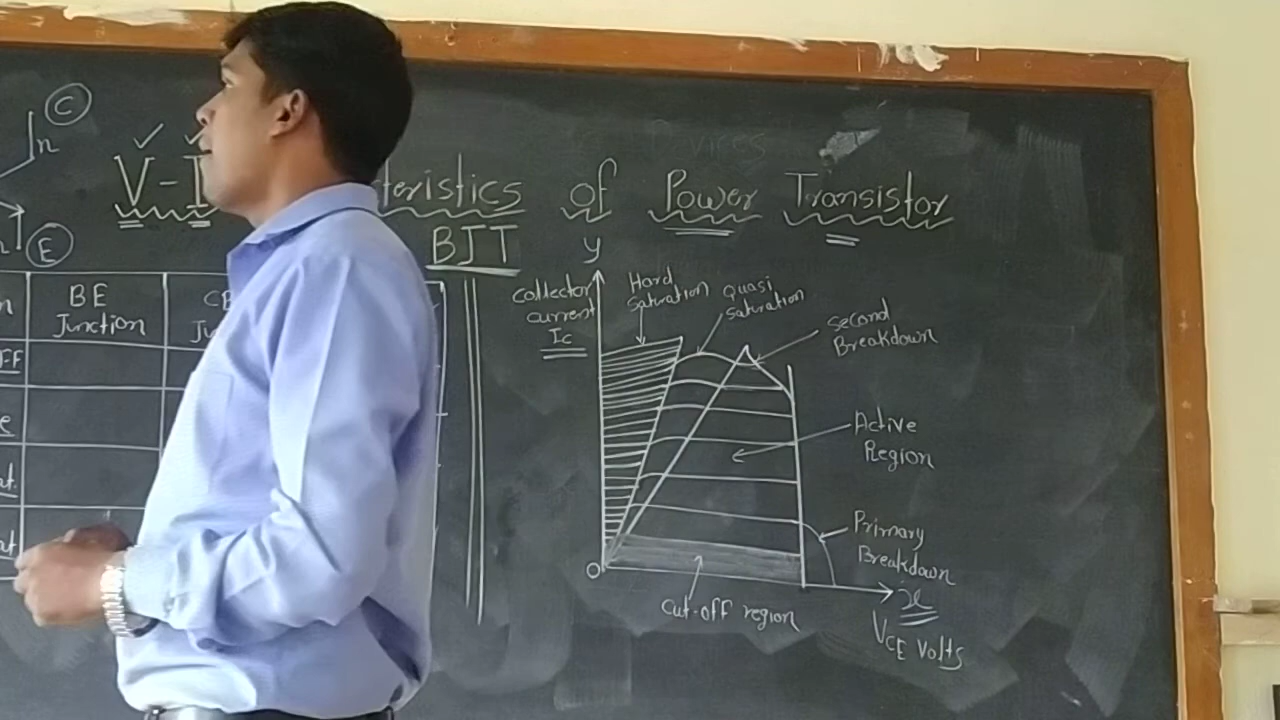 C
n
V-I teristics of Power Transistor
E
BJT
BE
Junction
y
Collector
current
Ic
Hard
saturation
Quasi
saturation
Second
Breakdown
Active
Region
Primary
Breakdown
O
x
Cut-off region
VCE Volts